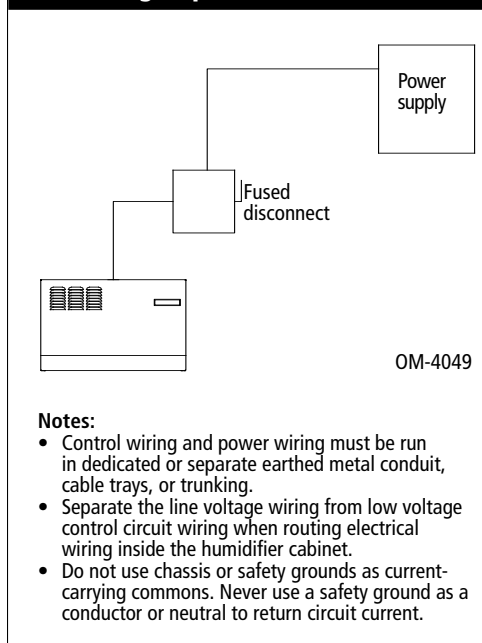 Power
supply
Fused
disconnect
OM-4049
Notes:
• Control wiring and power wiring must be run
in dedicated or separate earthed metal conduit,
cable trays, or trunking.
• Separate the line voltage wiring from low voltage
control circuit wiring when routing electrical
wiring inside the humidifier cabinet.
• Do not use chassis or safety grounds as current-
carrying commons. Never use a safety ground as a
conductor or neutral to return circuit current.